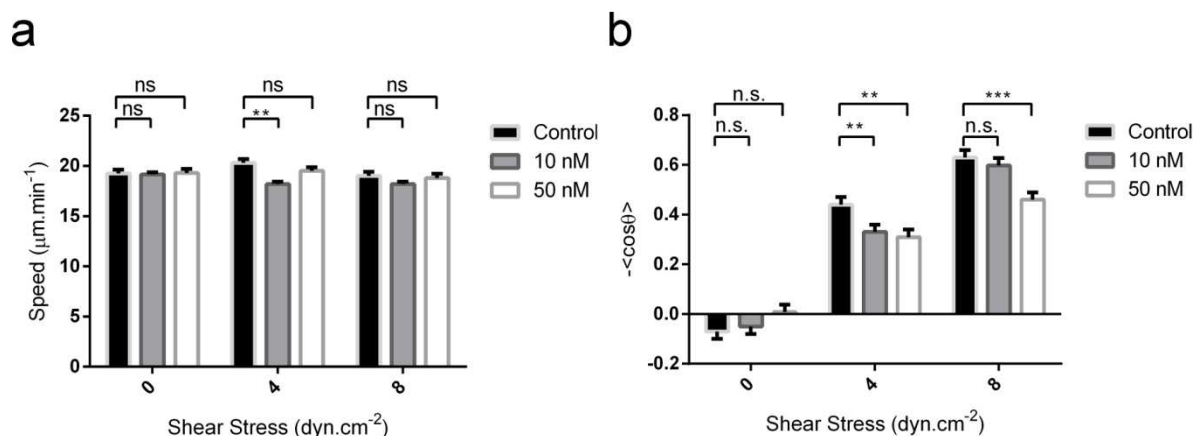 a
ns
ns
ns
**
ns
ns
25
20
15
10
5
0
Speed (μm.min⁻¹)
0
4
8
Shear Stress (dyn.cm⁻²)
Control
10 nM
50 nM
b
n.s.
n.s.
**
**
***
n.s.
0.8
0.6
0.4
0.2
0.0
-0.2
-<cosθ>
0
4
8
Shear Stress (dyn.cm⁻²)
Control
10 nM
50 nM